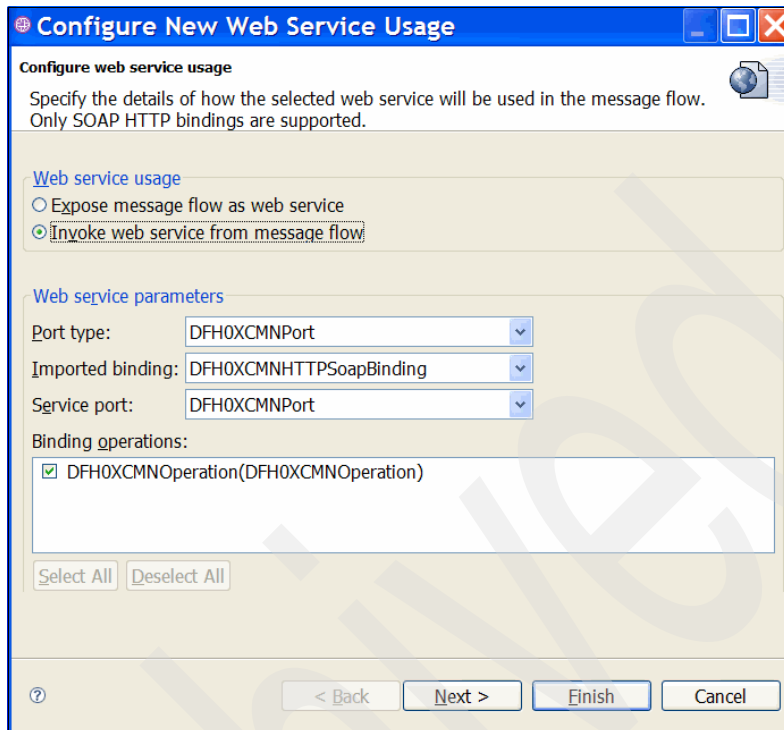 Configure New Web Service Usage
Configure web service usage
Specify the details of how the selected web service will be used in the message flow.
Only SOAP HTTP bindings are supported.
Web service usage
Expose message flow as web service
Invoke web service from message flow
Web service parameters
Port type: DFH0XCMNPort
Imported binding: DFH0XCMNHTTPSoapBinding
Service port: DFH0XCMNPort
Binding operations:
DFH0XCMNOperation(DFH0XCMNOperation)
Select All Deselect All
? < Back Next > Finish Cancel